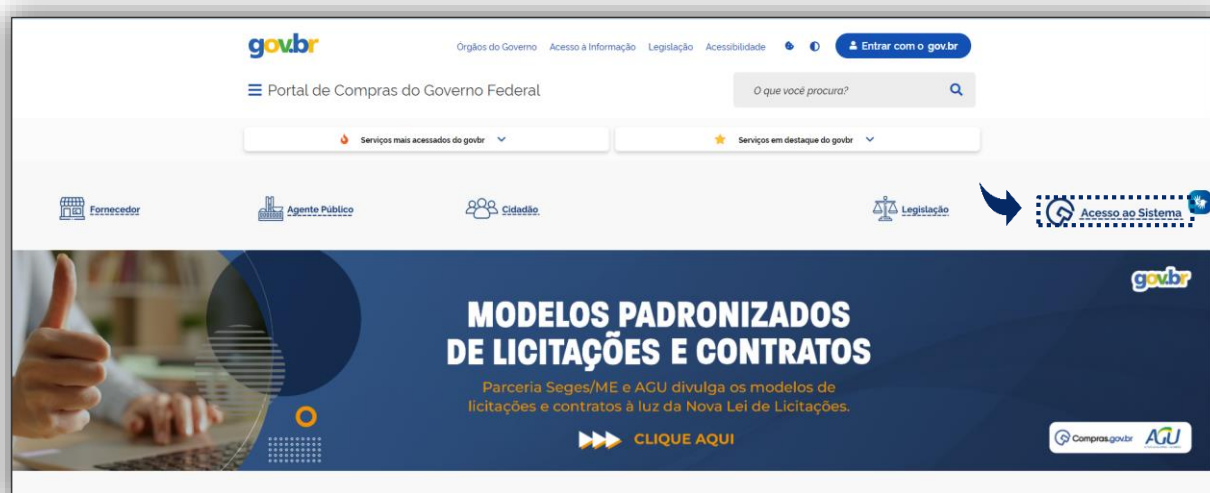 gov.br
Órgãos do Governo Acesso à Informação Legislação Acessibilidade Entrar com o gov.br
Portal de Compras do Governo Federal
O que você procura?
Serviços mais acessados do govbr Serviços em destaque do govbr
Fornecedor Agente Público Cidadão Legislação Acesso ao Sistema
gov.br
MODELOS PADRONIZADOS
DE LICITAÇÕES E CONTRATOS
Parceria Seges/ME e AGU divulga os modelos de
licitações e contratos à luz da Nova Lei de Licitações.
CLIQUE AQUI
Compras.gov.br AGU